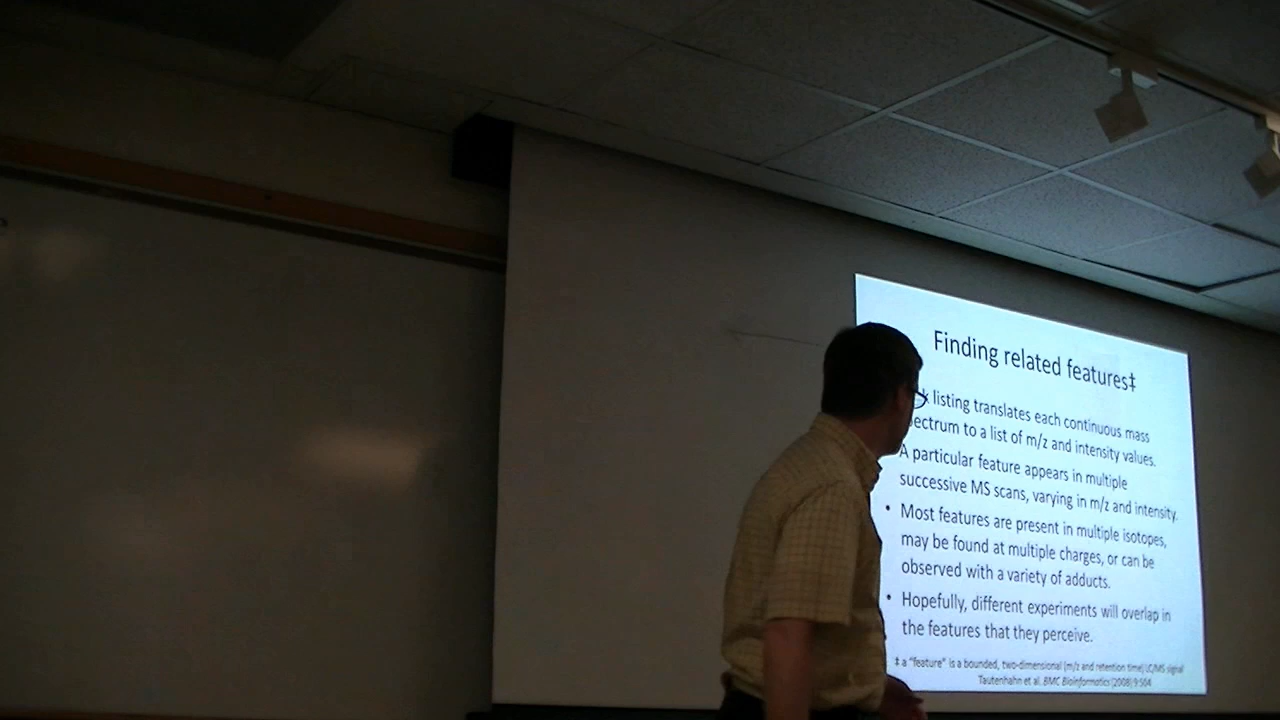 Finding related features‡
listing translates each continuous mass
spectrum to a list of m/z and intensity values.
A particular feature appears in multiple
successive MS scans, varying in m/z and intensity.
• Most features are present in multiple isotopes,
may be found at multiple charges, or can be
observed with a variety of adducts.
• Hopefully, different experiments will overlap in
the features that they perceive.
‡ a "feature" is a bounded, two-dimensional (m/z and retention time) LC/MS signal
Tautenhahn et al. BMC Bioinformatics (2008) 9:504